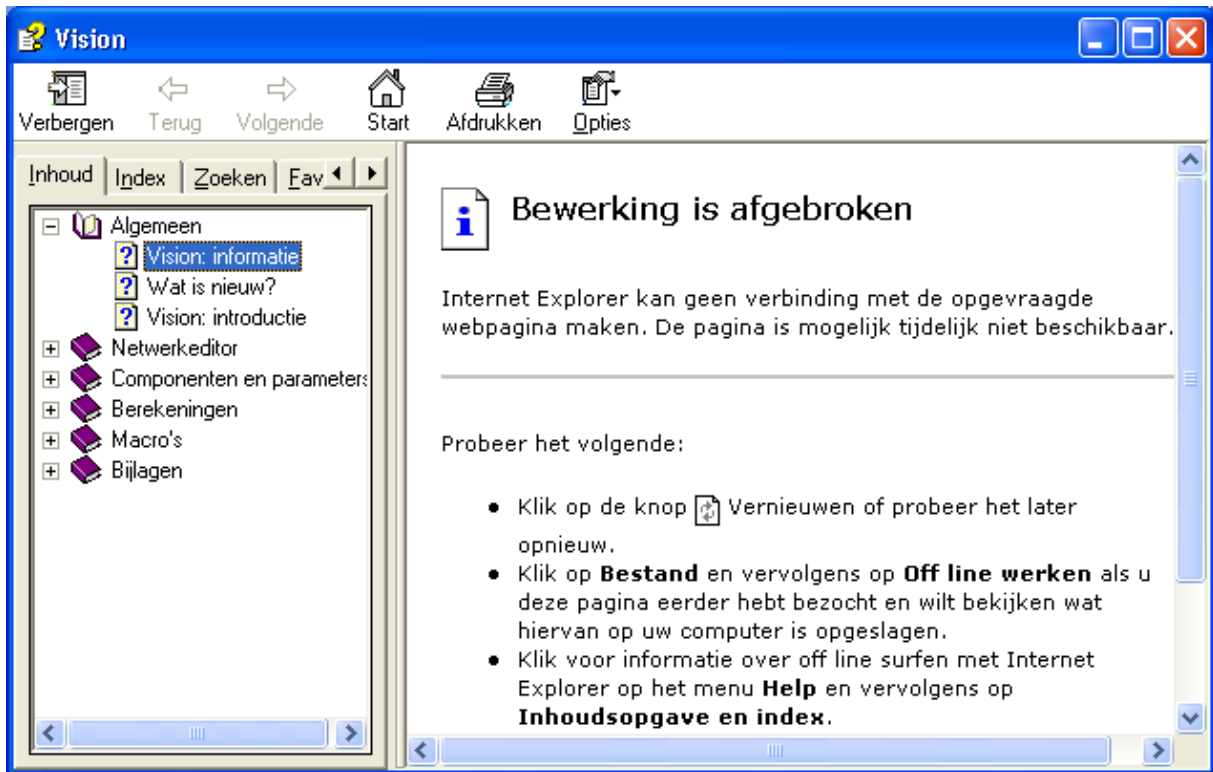 Vision
Verbergen Terug Volgende Start Afdrukken Opties
Inhoud Index Zoeken Fav
Algemeen
Vision: informatie
Wat is nieuw?
Vision: introductie
Netwerkeditor
Componenten en parameters
Berekeningen
Macro's
Bijlagen
Bewerking is afgebroken
Internet Explorer kan geen verbinding met de opgevraagde
webpagina maken. De pagina is mogelijk tijdelijk niet beschikbaar.
Probeer het volgende:
Klik op de knop Vernieuwen of probeer het later
opnieuw.
Klik op Bestand en vervolgens op Off line werken als u
deze pagina eerder hebt bezocht en wilt bekijken wat
hiervan op uw computer is opgeslagen.
Klik voor informatie over off line surfen met Internet
Explorer op het menu Help en vervolgens op
Inhoudsopgave en index.